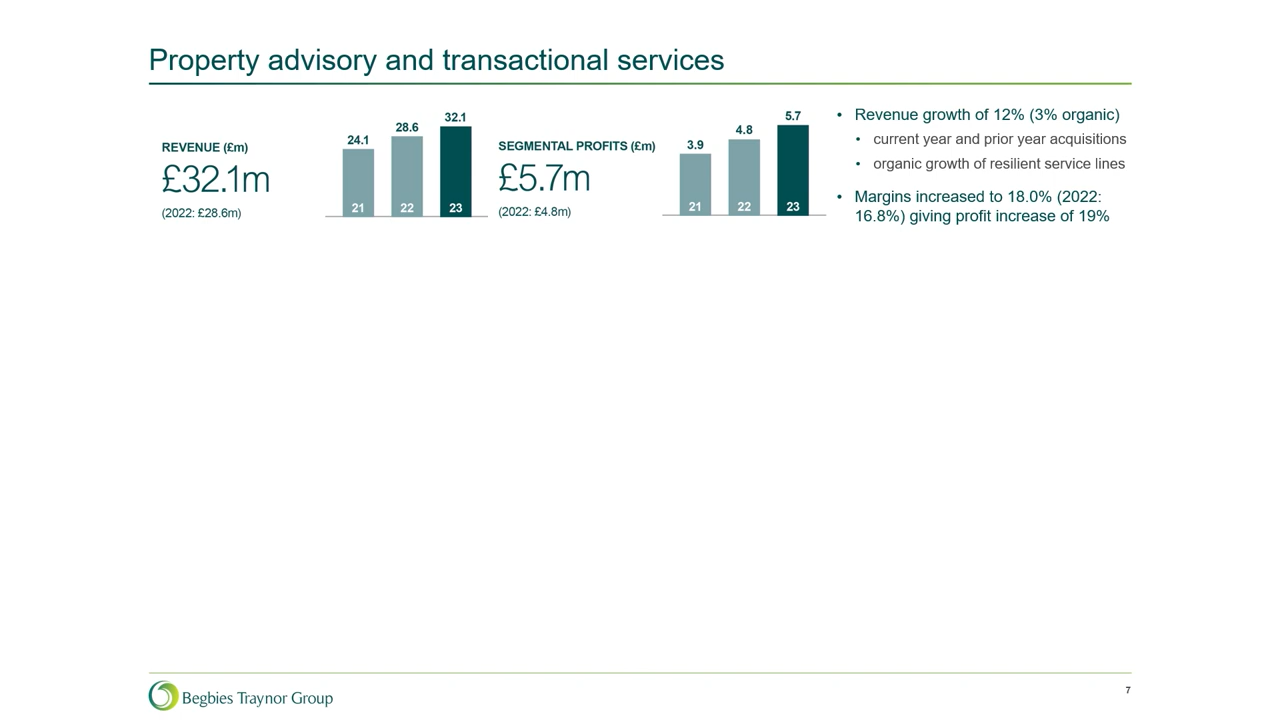 Property advisory and transactional services
REVENUE (£m)
£32.1m
(2022: £28.6m)
24.1
28.6
32.1
21
22
23
SEGMENTAL PROFITS (£m)
£5.7m
(2022: £4.8m)
3.9
4.8
5.7
21
22
23
• Revenue growth of 12% (3% organic)
• current year and prior year acquisitions
• organic growth of resilient service lines
• Margins increased to 18.0% (2022:
16.8%) giving profit increase of 19%
Begbies Traynor Group
7